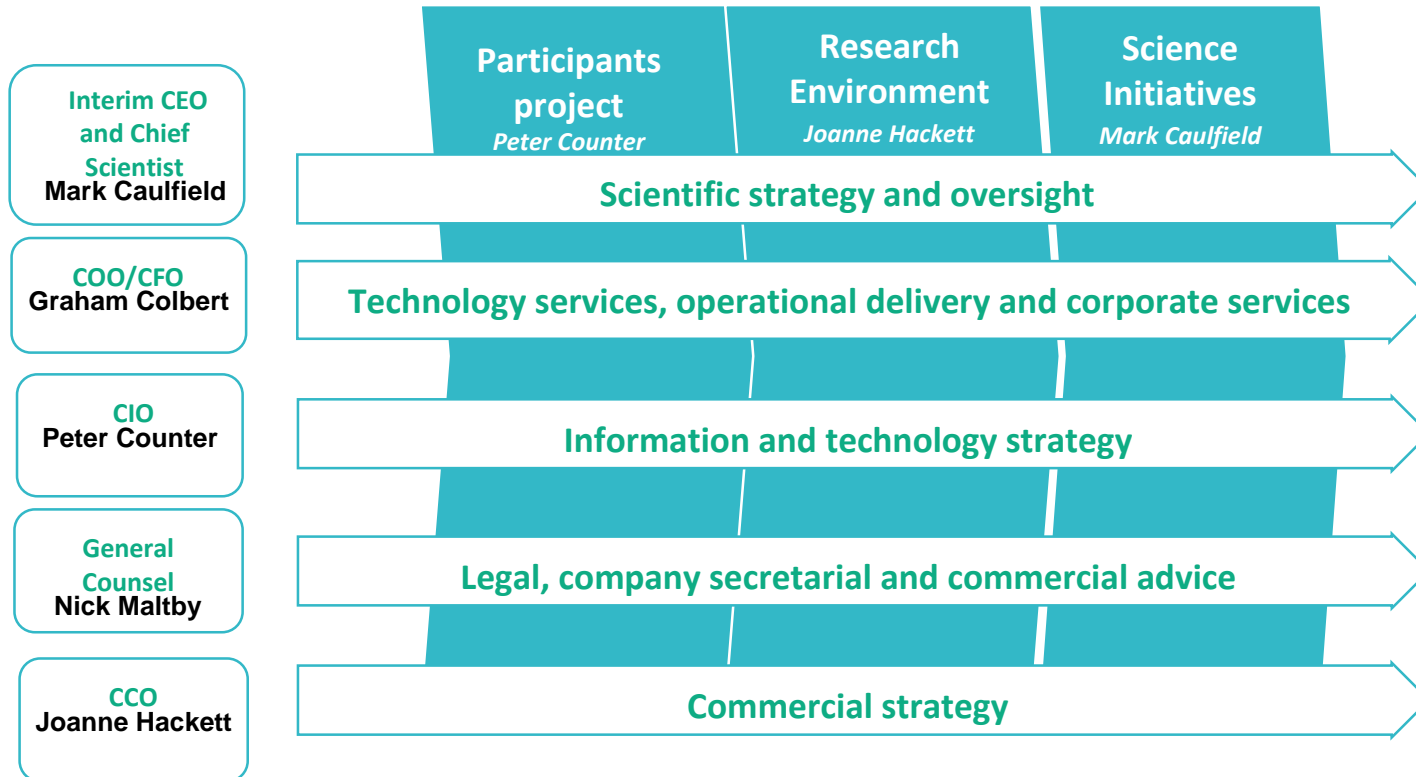 Participants
project
Peter Counter
Research
Environment
Joanne Hackett
Science
Initiatives
Mark Caulfield
Interim CEO
and Chief
Scientist
Mark Caulfield
Scientific strategy and oversight
COO/CFO
Graham Colbert
Technology services, operational delivery and corporate services
CIO
Peter Counter
Information and technology strategy
General
Counsel
Nick Maltby
Legal, company secretarial and commercial advice
CCO
Joanne Hackett
Commercial strategy